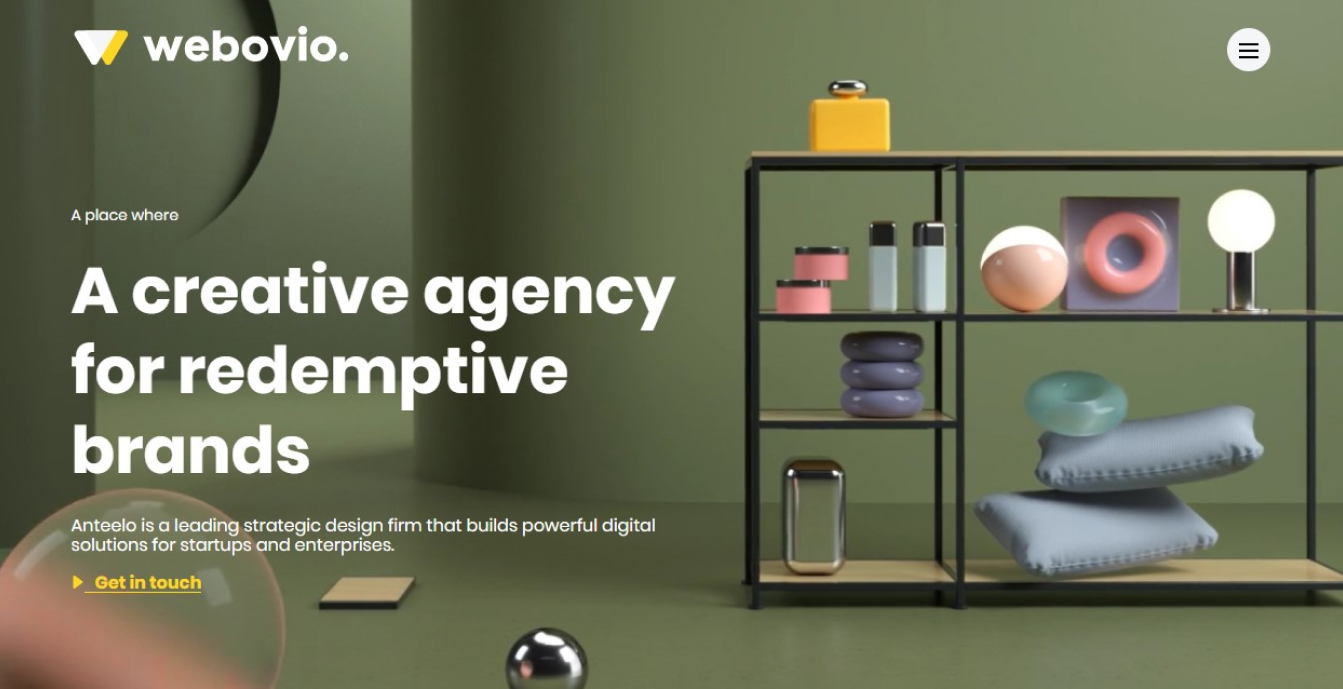 webovio.
A place where
A creative agency
for redemptive
brands
Anteelo is a leading strategic design firm that builds powerful digital
solutions for startups and enterprises.
Get in touch